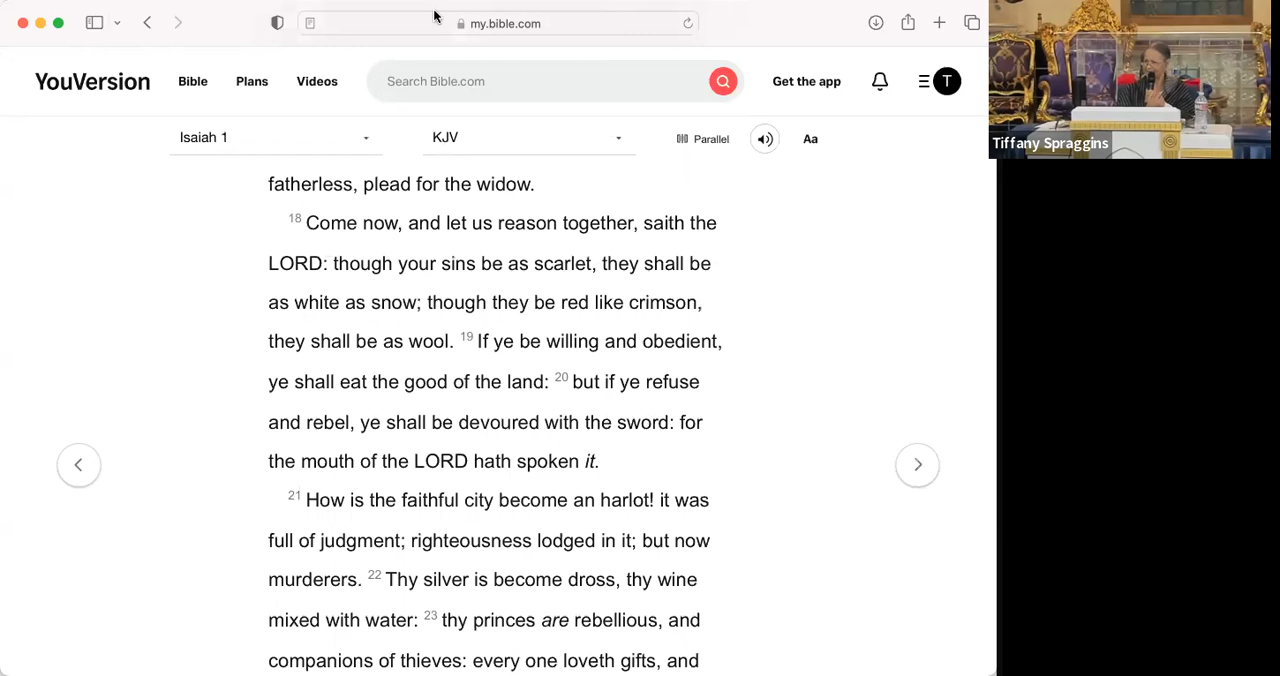 my.bible.com
YouVersion Bible Plans Videos Search Bible.com Get the app T
Isaiah 1 KJV Parallel Aa
Tiffany Spraggins
fatherless, plead for the widow.
18 Come now, and let us reason together, saith the
LORD: though your sins be as scarlet, they shall be
as white as snow; though they be red like crimson,
they shall be as wool. 19 If ye be willing and obedient,
ye shall eat the good of the land: 20 but if ye refuse
and rebel, ye shall be devoured with the sword: for
the mouth of the LORD hath spoken it.
21 How is the faithful city become an harlot! it was
full of judgment; righteousness lodged in it; but now
murderers. 22 Thy silver is become dross, thy wine
mixed with water: 23 thy princes are rebellious, and
companions of thieves: every one loveth gifts, and